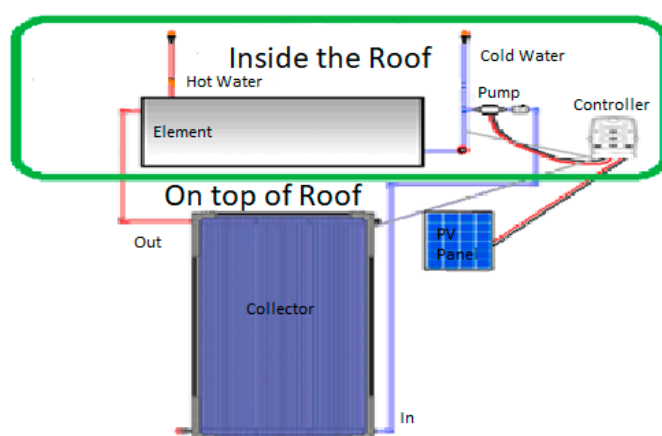 Inside the Roof
Cold Water
Hot Water
Pump
Controller
Element
On top of Roof
Out
PV
Panel
Collector
In